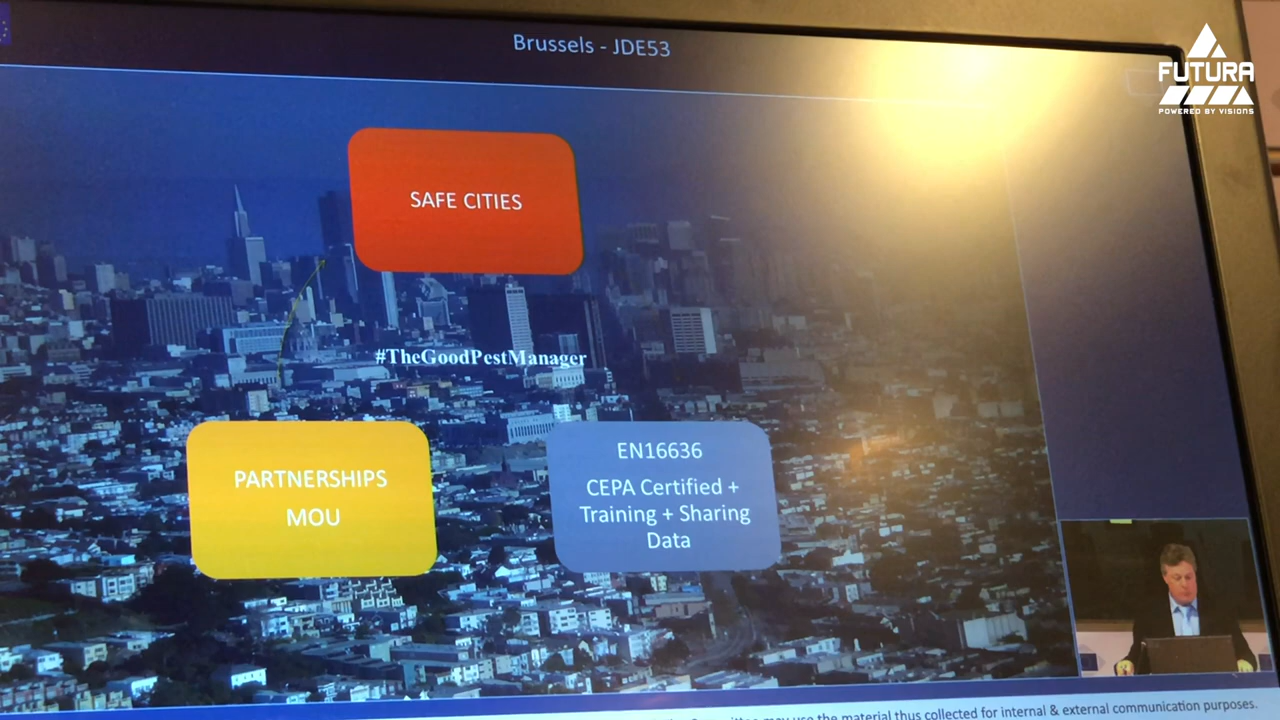 Brussels - JDE53
FUTURA
POWERED BY VISIONS
SAFE CITIES
#TheGoodPestManager
PARTNERSHIPS
MOU
EN16636
CEPA Certified +
Training + Sharing
Data
may use the material thus collected for internal & external communication purposes.